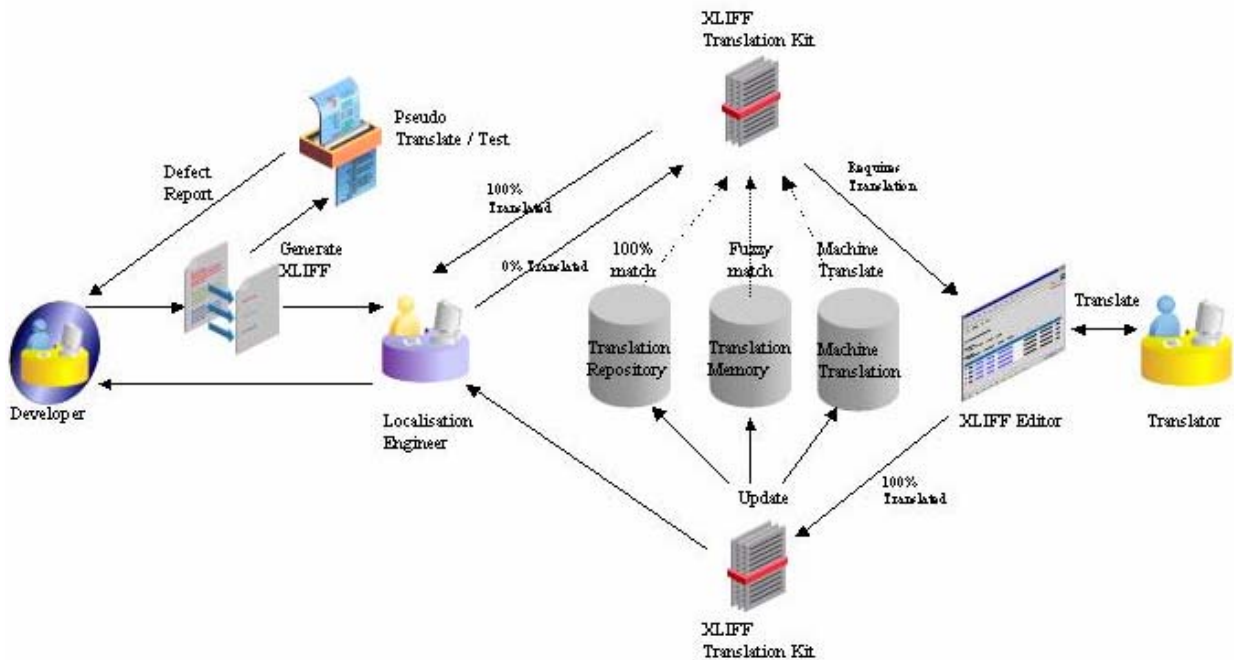 XLIFF
Translation Kit
Pseudo
Translate / Test
Defect
Report
Generate
XLIFF
100%
Translated
0% Translated
100%
match
Fuzzy
match
Machine
Translate
Requires
Translation
Translation
Repository
Translation
Memory
Machine
Translation
Translate
Developer
Localisation
Engineer
XLIFF Editor
Translator
Update
100%
Translated
XLIFF
Translation Kit